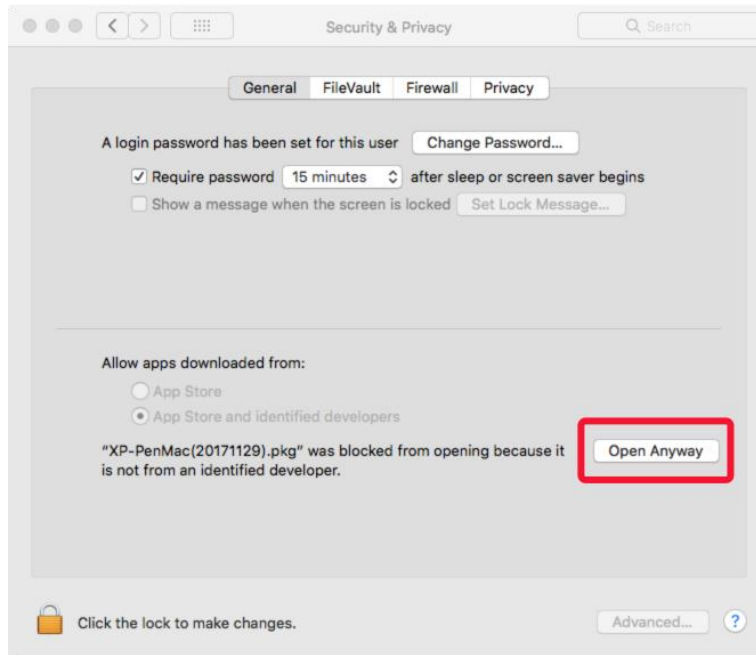 Security & Privacy
Search
General FileVault Firewall Privacy
A login password has been set for this user Change Password...
Require password 15 minutes after sleep or screen saver begins
Show a message when the screen is locked Set Lock Message...
Allow apps downloaded from:
App Store
App Store and identified developers
“XP-PenMac(20171129).pkg” was blocked from opening because it Open Anyway
is not from an identified developer.
Click the lock to make changes. Advanced... ?